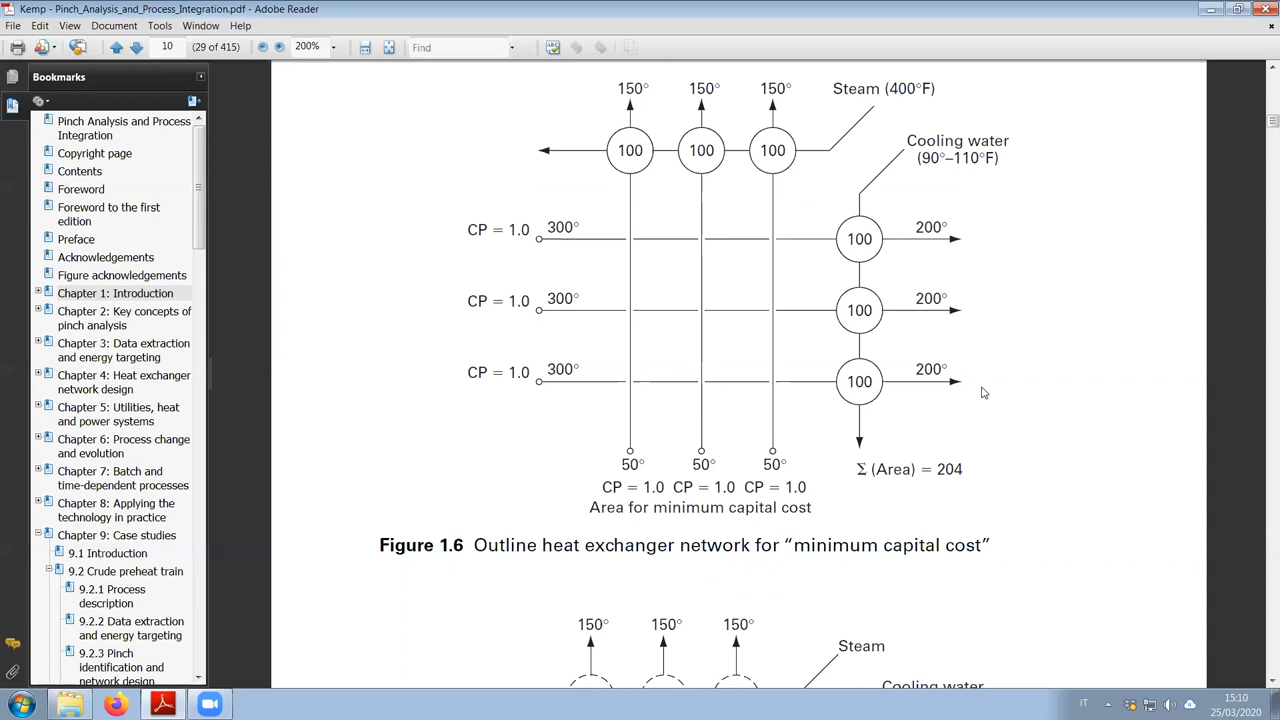 Kemp - Pinch_Analysis_and_Process_Integration.pdf - Adobe Reader
File Edit View Document Tools Window Help
10 (29 of 415) 200% Find
Bookmarks
Pinch Analysis and Process
Integration
Copyright page
Contents
Foreword
Foreword to the first
edition
Preface
Acknowledgements
Figure acknowledgements
Chapter 1: Introduction
Chapter 2: Key concepts of
pinch analysis
Chapter 3: Data extraction
and energy targeting
Chapter 4: Heat exchanger
network design
Chapter 5: Utilities, heat
and power systems
Chapter 6: Process change
and evolution
Chapter 7: Batch and
time-dependent processes
Chapter 8: Applying the
technology in practice
Chapter 9: Case studies
9.1 Introduction
9.2 Crude preheat train
9.2.1 Process
description
9.2.2 Data extraction
and energy targeting
9.2.3 Pinch
identification and
network design
150° 150° 150° Steam (400°F)
Cooling water
(90°–110°F)
100 100 100
CP = 1.0 300° 100 200°
CP = 1.0 300° 100 200°
CP = 1.0 300° 100 200°
50° 50° 50° Σ (Area) = 204
CP = 1.0 CP = 1.0 CP = 1.0
Area for minimum capital cost
Figure 1.6 Outline heat exchanger network for “minimum capital cost”
150° 150° 150°
Steam
Cooling water
IT 15:10
25/03/2020